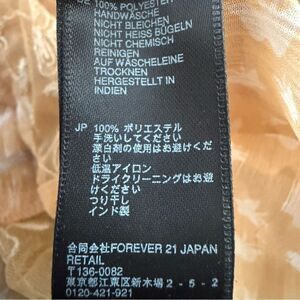 100% POLYESTER
HANDWÄSCHE
NICHT BLEICHEN
NICHT HEISS BÜGELN
NICHT CHEMISCH
REINIGEN
AUF WÄSCHELEINE
TROCKNEN
HERGESTELLT IN
INDIEN
JP 100% ポリエステル
手洗いしてください
漂白剤の使用はお避けくだ
さい
低温アイロン
ドライクリーニングはお避
けください
つり干し
インド製
合同会社FOREVER 21 JAPAN
RETAIL
〒136-0082
東京都江東区新木場2-5-2
0120-421-921